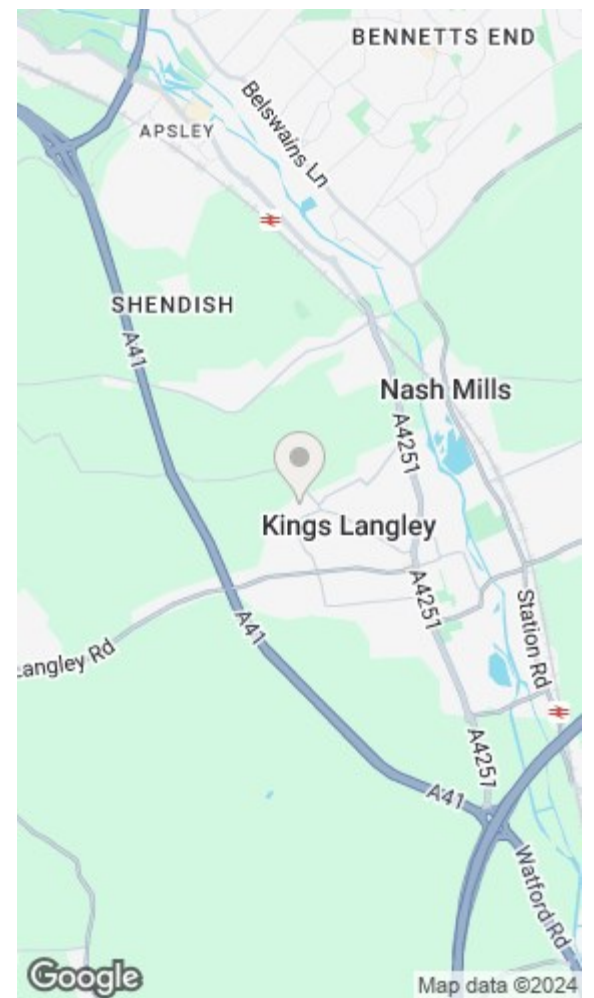 BENNETTS END
Belswains Ln
APSLEY
SHENDISH
A41
Nash Mills
A4251
Kings Langley
A4251
A41
Station Rd
Langley Rd
A4251
A41
Watford Rd
Google
Map data ©2024